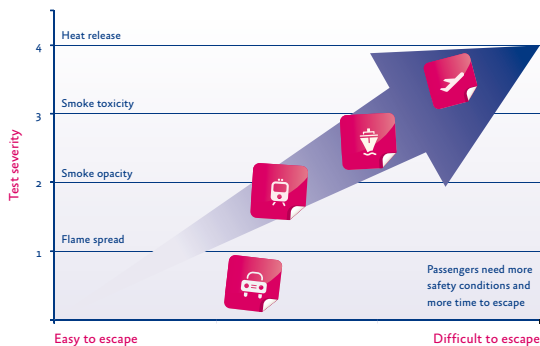 Heat release
4
Smoke toxicity
3
Smoke opacity
2
Flame spread
1
Test severity
Passengers need more
safety conditions and
more time to escape
Easy to escape
Difficult to escape